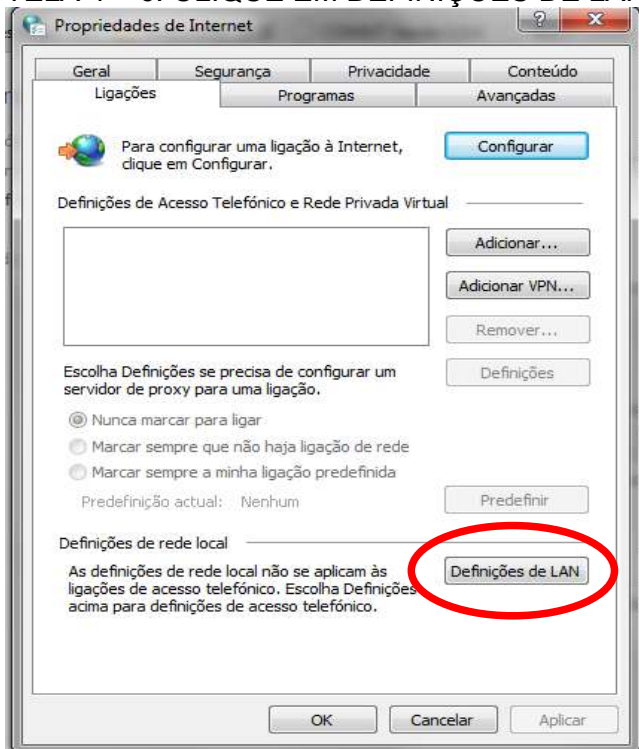 CLIQUE EM DEFINIÇÕES DE LAN
Propriedades de Internet
Geral
Segurança
Privacidade
Conteúdo
Ligações
Programas
Avançadas
Para configurar uma ligação à Internet,
clique em Configurar.
Configurar
Definições de Acesso Telefónico e Rede Privada Virtual
Adicionar...
Adicionar VPN...
Remover...
Escolha Definições se precisa de configurar um
servidor de proxy para uma ligação.
Definições
Nunca marcar para ligar
Marcar sempre que não haja ligação de rede
Marcar sempre a minha ligação predefinida
Predefinição actual: Nenhum
Predefinir
Definições de rede local
As definições de rede local não se aplicam às
ligações de acesso telefónico. Escolha Definições
acima para definições de acesso telefónico.
Definições de LAN
OK
Cancelar
Aplicar